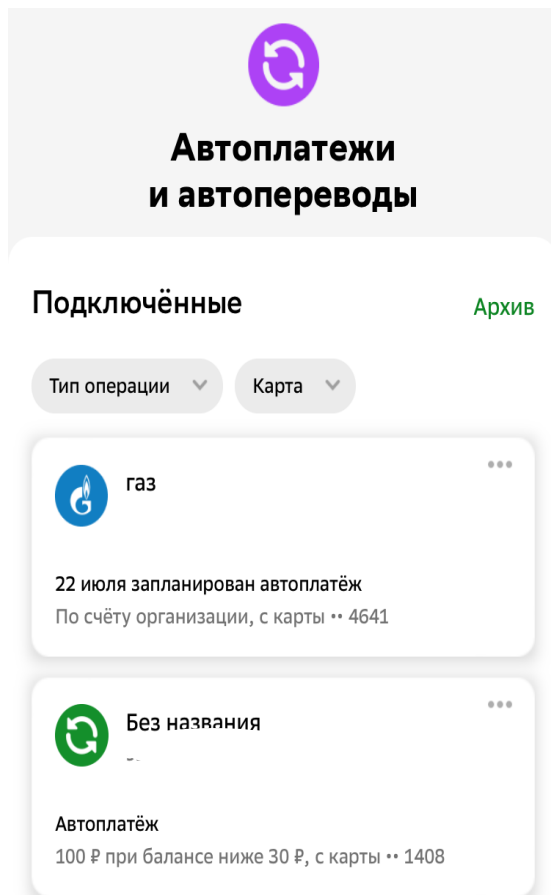 Автоплатежи
и автопереводы
Подключённые
Архив
Тип операции
Карта
газ
22 июля запланирован автоплатёж
По счёту организации, с карты •• 4641
Без названия
Автоплатёж
100 ₽ при балансе ниже 30 ₽, с карты •• 1408